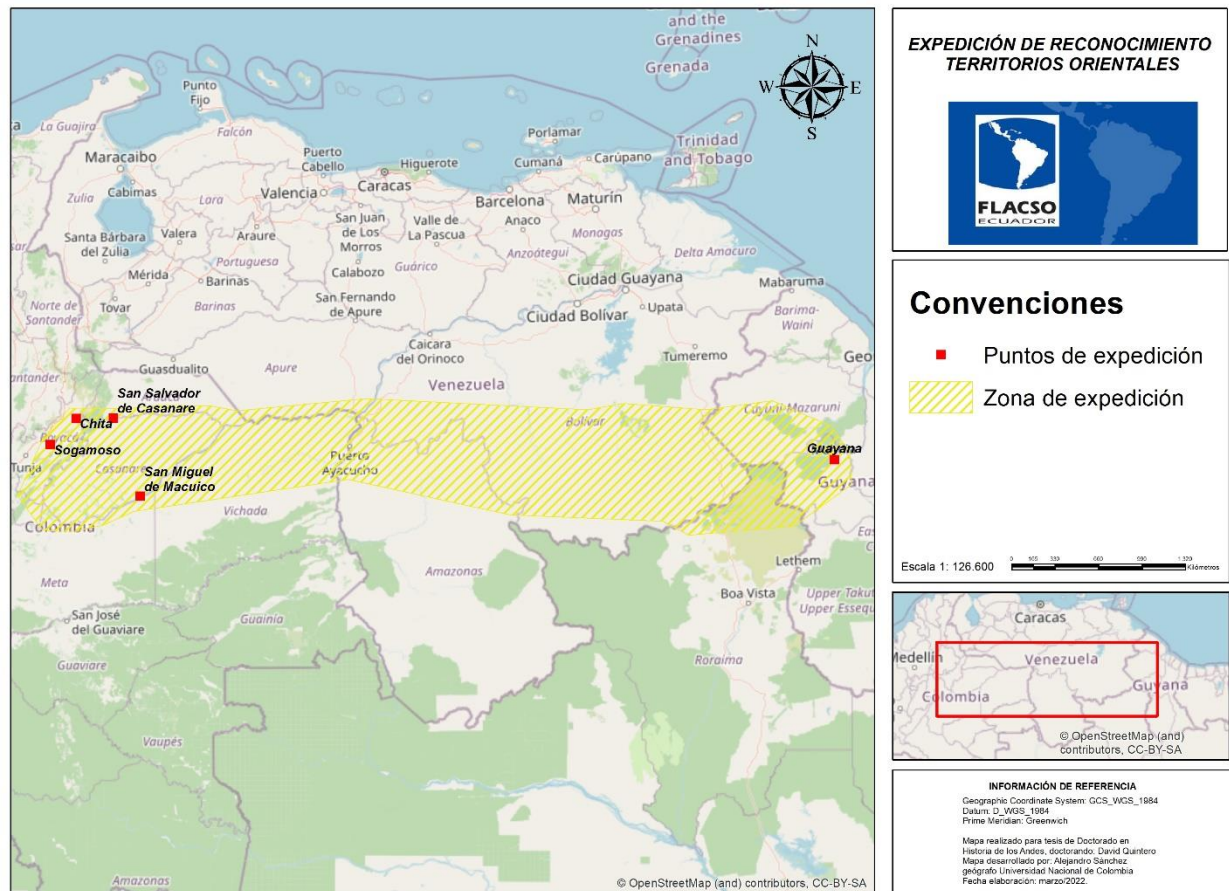 and the
Grenadines
Grenada
N
W
E
S
Punto
Fijo
La Guajira
Falcón
Maracaibo
Cabimas
Zulia
Lara
Puerto
Cabello
Valencia
Higuerote
Caracas
Porlamar
Cumaná
Carúpano
Trinidad
and Tobago
Barcelona
Maturín
Anaco
Monagas
Santa Bárbara
del Zulia
Valera
Araure
San Juan
de Los
Morros
Valle de
La Pascua
Portuguesa
Calabozo
Guárico
Anzoátegui
Delta Amacuro
Mérida
Barinas
Tovar
Barinas
San Fernando
de Apure
Ciudad Guayana
Ciudad Bolívar
Upata
Mabaruma
Barima-
Waini
Norte de
Santander
Caicara
del Orinoco
Tumeremo
Geo
Guasdualito
Apure
Venezuela
Santander
Arauca
San Salvador
de Casanare
Chita
Sogamoso
Boyacá
Tunja
Casanare
San Miguel
de Macuico
Puerto
Ayacucho
Bolívar
Cuyuni-Mazaruni
Guayana
Guyana
Colombia
Vichada
Meta
Amazonas
Lethem
Boa Vista
Upper Takut
Upper Esseq
San José
del Guaviare
Guainía
Guaviare
Roraima
Vaupés
Amazonas
© OpenStreetMap (and) contributors, CC-BY-SA
EXPEDICIÓN DE RECONOCIMIENTO
TERRITORIOS ORIENTALES
FLACSO
ECUADOR
Convenciones
Puntos de expedición
Zona de expedición
Escala 1: 126.600
Kilómetros
Caracas
Medellín
Venezuela
Colombia
Guyana
© OpenStreetMap (and)
contributors, CC-BY-SA
INFORMACIÓN DE REFERENCIA
Geographic Coordinate System: GCS_WGS_1984
Datum: D_WGS_1984
Prime Meridian: Greenwich
Mapa realizado para tesis de Doctorado en
Historia de los Andes, doctorando: David Quintero
Mapa desarrollado por: Alejandro Sánchez
geógrafo Universidad Nacional de Colombia
Fecha elaboración: marzo/2022.